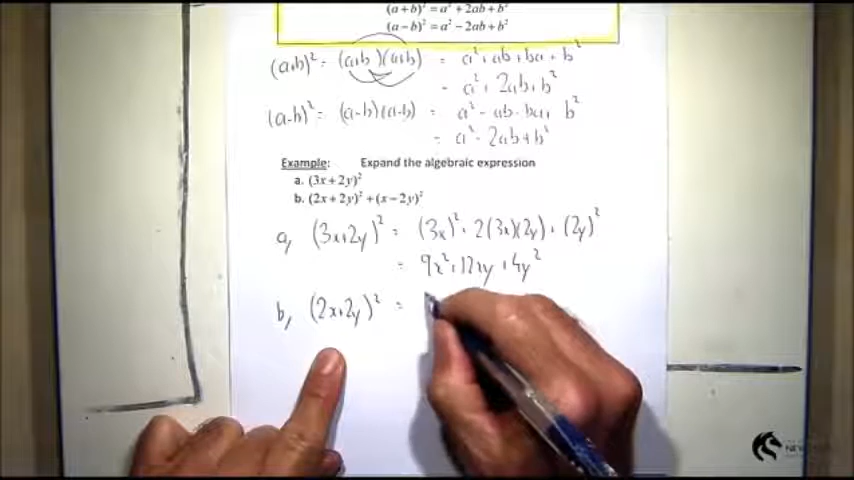 (a+b)² = a² + 2ab + b²
(a−b)² = a² − 2ab + b²
(a+b)² = (a+b)(a+b) = a² + ab + ba + b²
= a² + 2ab + b²
(a-b)² = (a-b)(a-b) = a² - ab - ba + b²
= a² - 2ab + b²
Example: Expand the algebraic expression
a. (3x + 2y)²
b. (2x + 2y)² + (x − 2y)²
a, (3x+2y)² = (3x)² + 2(3x)(2y) + (2y)²
= 9x² + 12xy + 4y²
b, (2x+2y)² =